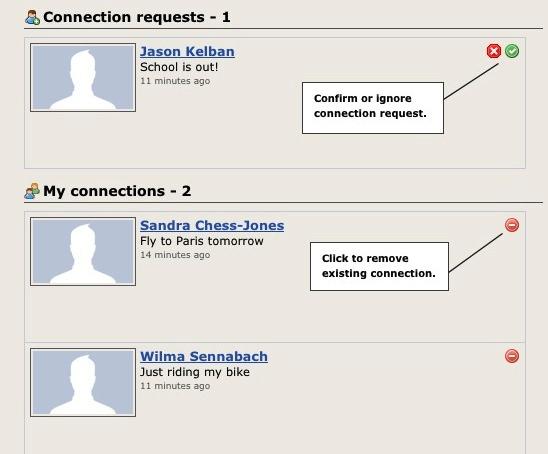 Connection requests - 1
Jason Kelban
School is out!
11 minutes ago
Confirm or ignore
connection request.
My connections - 2
Sandra Chess-Jones
Fly to Paris tomorrow
14 minutes ago
Click to remove
existing connection.
Wilma Sennabach
Just riding my bike
11 minutes ago